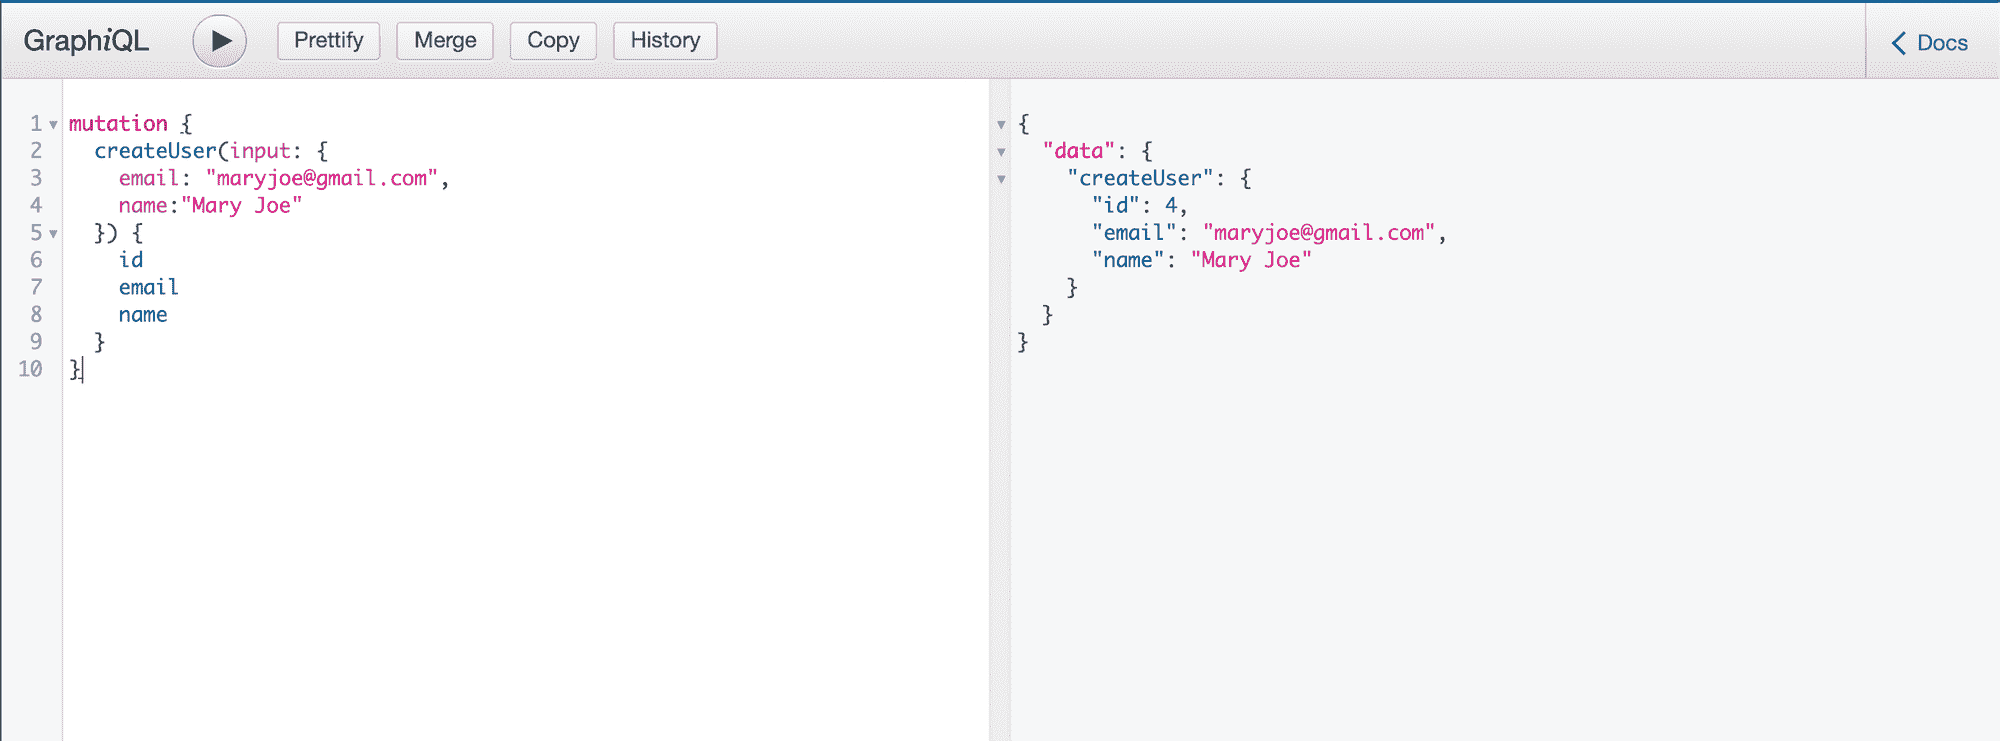 GraphiQL Prettify Merge Copy History Docs
1 mutation {
2 createUser(input: {
3 email: "maryjoe@gmail.com",
4 name:"Mary Joe"
5 }) {
6 id
7 email
8 name
9 }
10 }
{
"data": {
"createUser": {
"id": 4,
"email": "maryjoe@gmail.com",
"name": "Mary Joe"
}
}
}